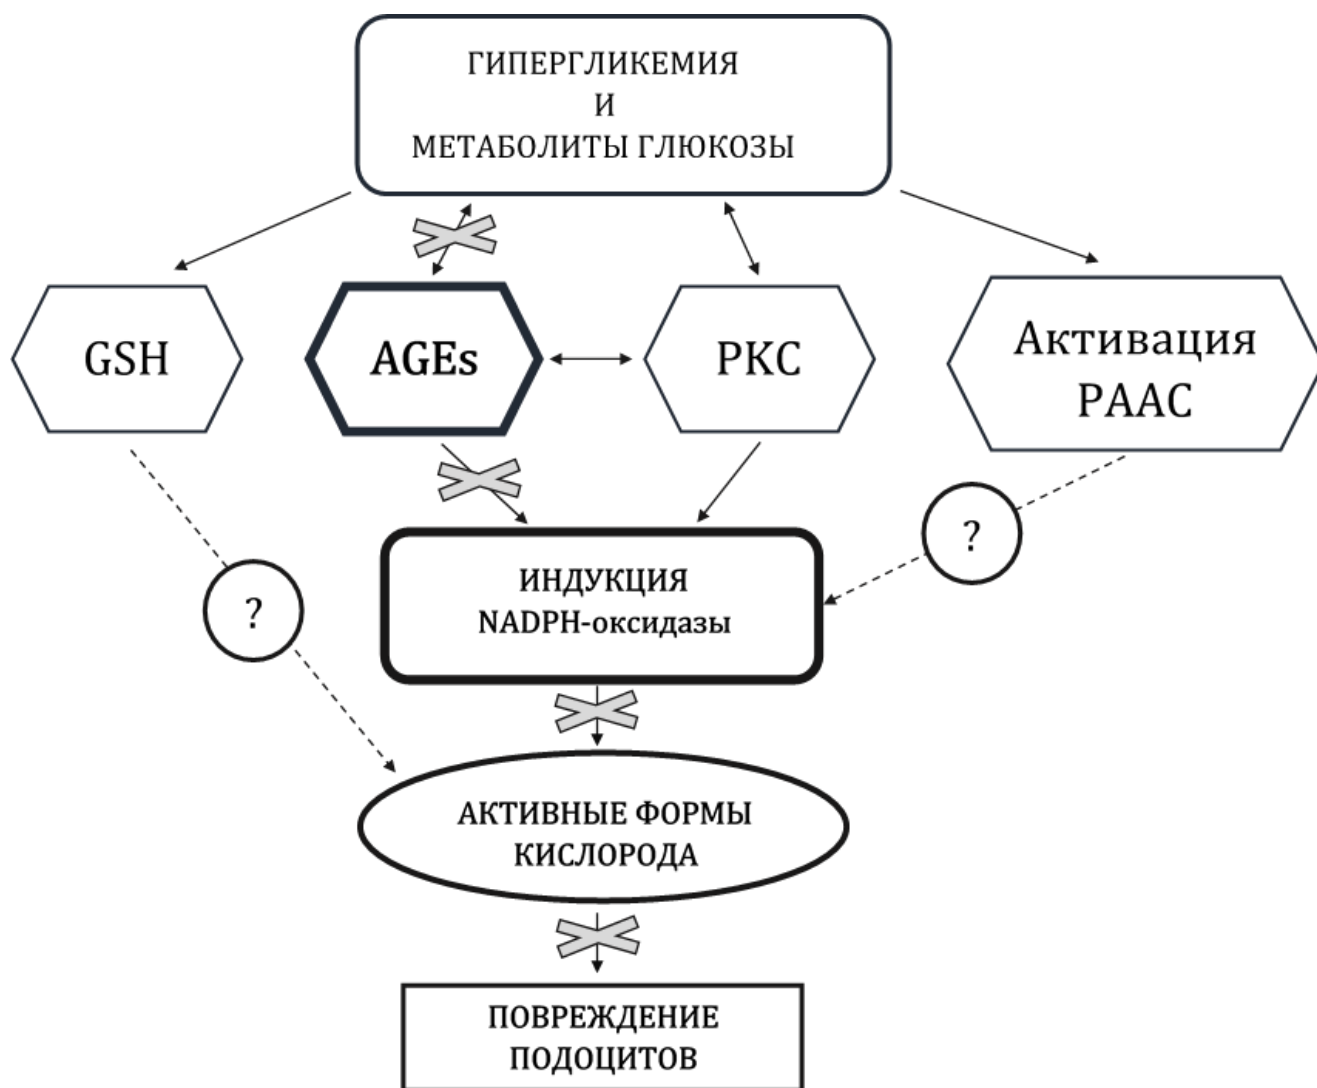 ГИПЕРГЛИКЕМИЯ
И
МЕТАБОЛИТЫ ГЛЮКОЗЫ
GSH
AGEs
PKC
Активация
РААС
?
ИНДУКЦИЯ
NADPH-оксидазы
?
АКТИВНЫЕ ФОРМЫ
КИСЛОРОДА
ПОВРЕЖДЕНИЕ
ПОДОЦИТОВ